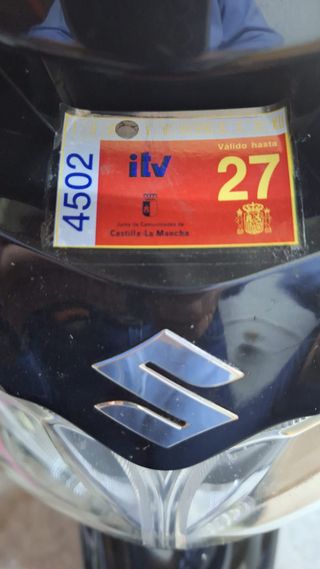 4502
itv
Válido hasta
27
Junta de Comunidades de
Castilla-La Mancha